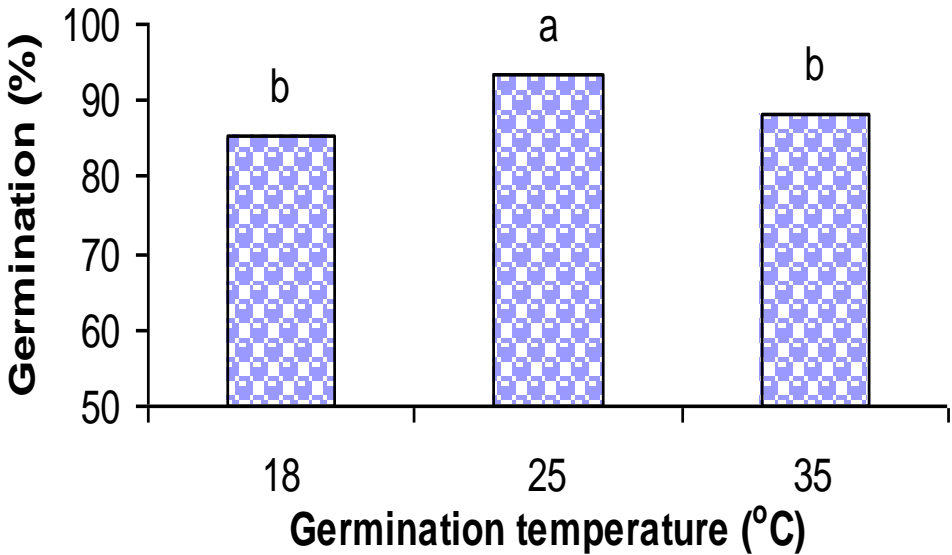 Germination (%)
100
90
80
70
60
50
b
a
b
18
25
35
Germination temperature (°C)